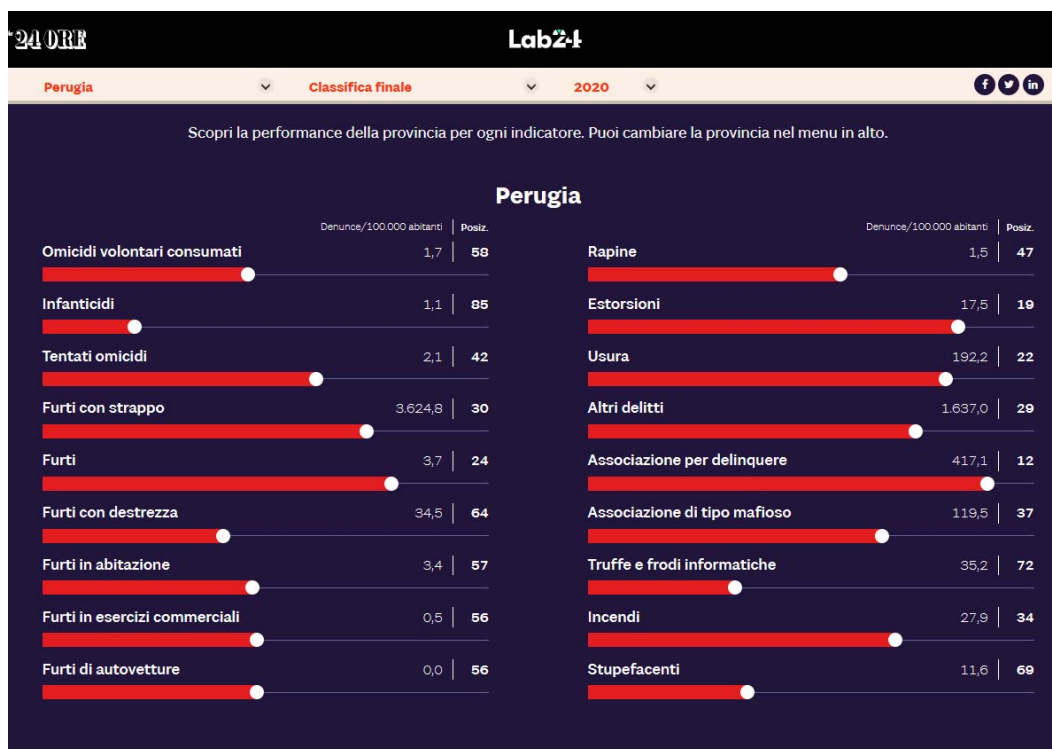 24 ORE
Lab24
Perugia
Classifica finale
2020
Scopri la performance della provincia per ogni indicatore. Puoi cambiare la provincia nel menu in alto.
Perugia
Denunce/100.000 abitanti Posiz.
Omicidi volontari consumati 1,7 58
Infanticidi 1,1 85
Tentati omicidi 2,1 42
Furti con strappo 3.624,8 30
Furti 3,7 24
Furti con destrezza 34,5 64
Furti in abitazione 3,4 57
Furti in esercizi commerciali 0,5 56
Furti di autovetture 0,0 56
Denunce/100.000 abitanti Posiz.
Rapine 1,5 47
Estorsioni 17,5 19
Usura 192,2 22
Altri delitti 1.637,0 29
Associazione per delinquere 417,1 12
Associazione di tipo mafioso 119,5 37
Truffe e frodi informatiche 35,2 72
Incendi 27,9 34
Stupefacenti 11,6 69